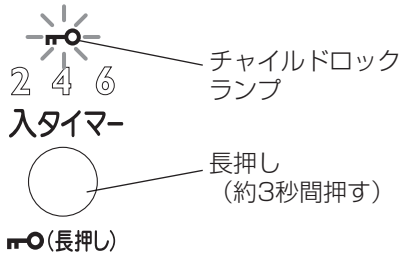 チャイルドロック
ランプ
2 4 6
入タイマー
長押し
（約3秒間押す）
(長押し)